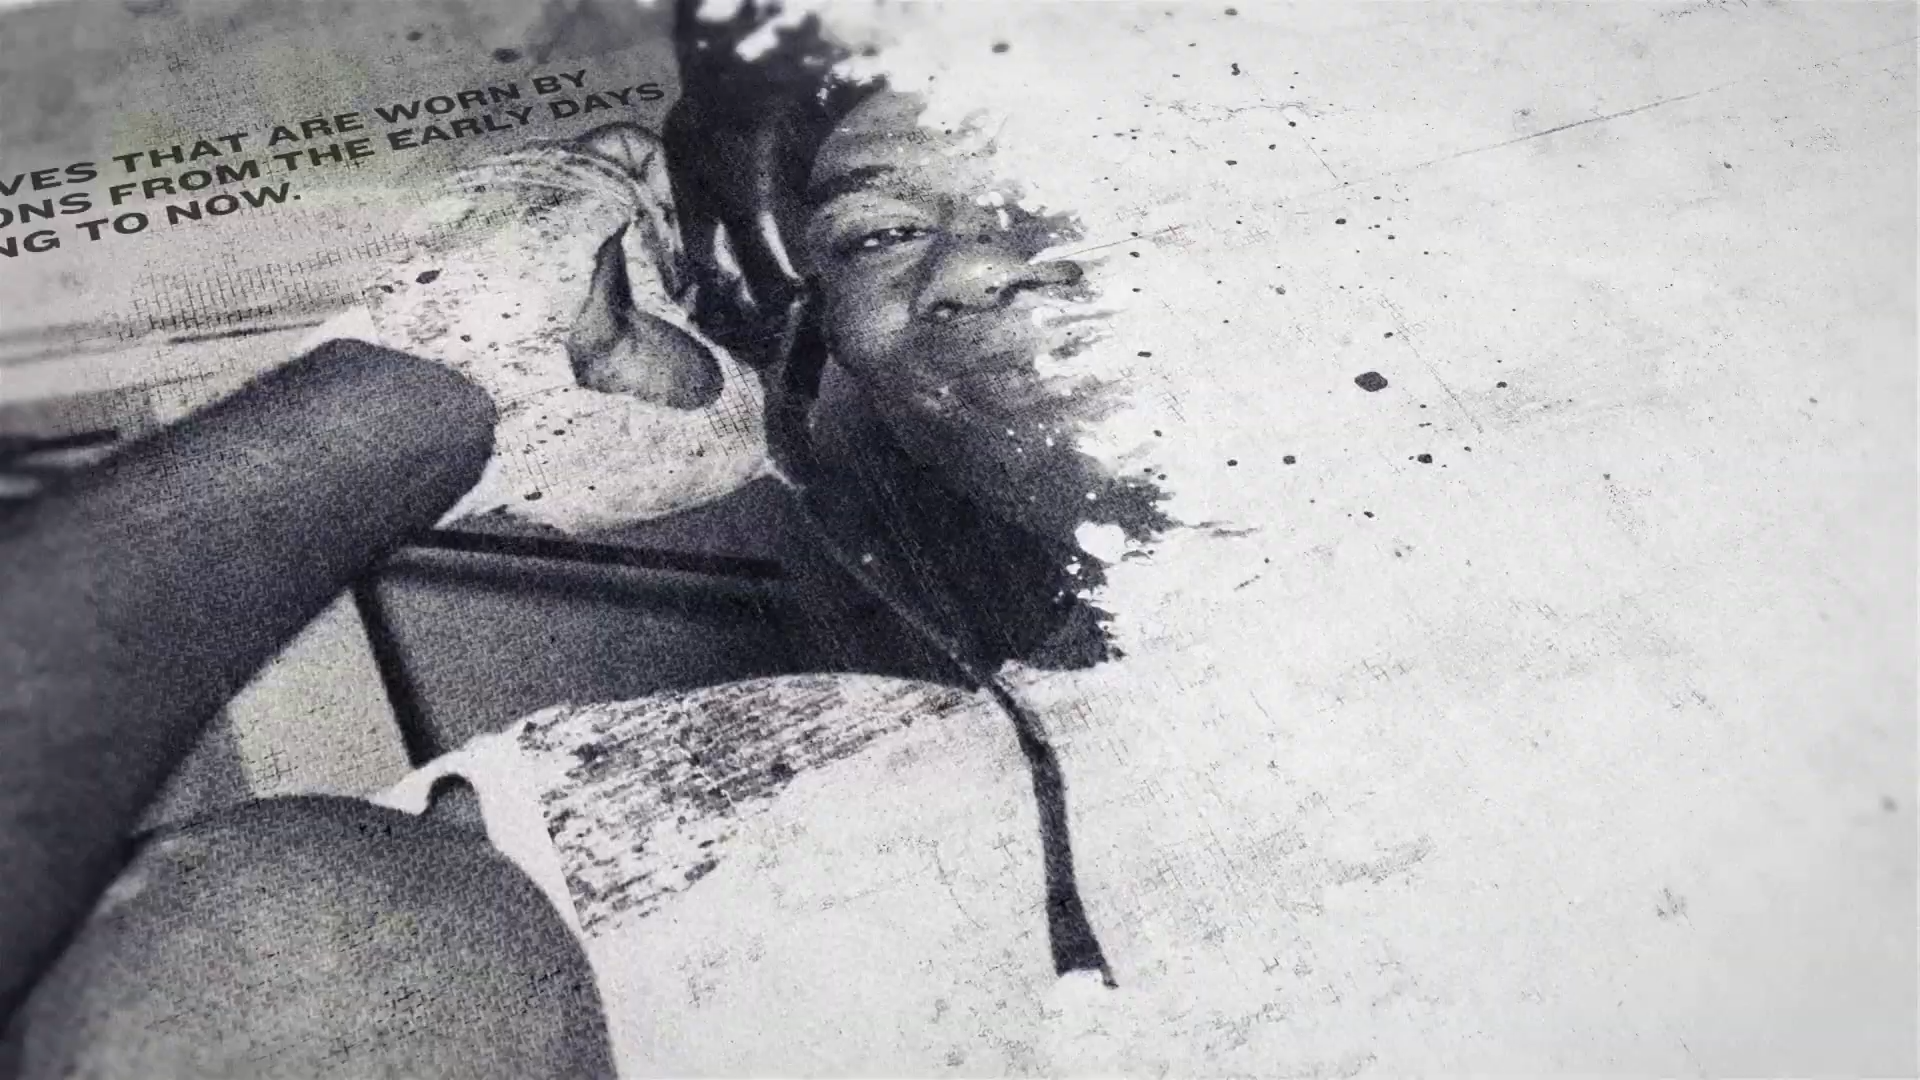 VES THAT ARE WORN BY
ONS FROM THE EARLY DAYS
NG TO NOW.